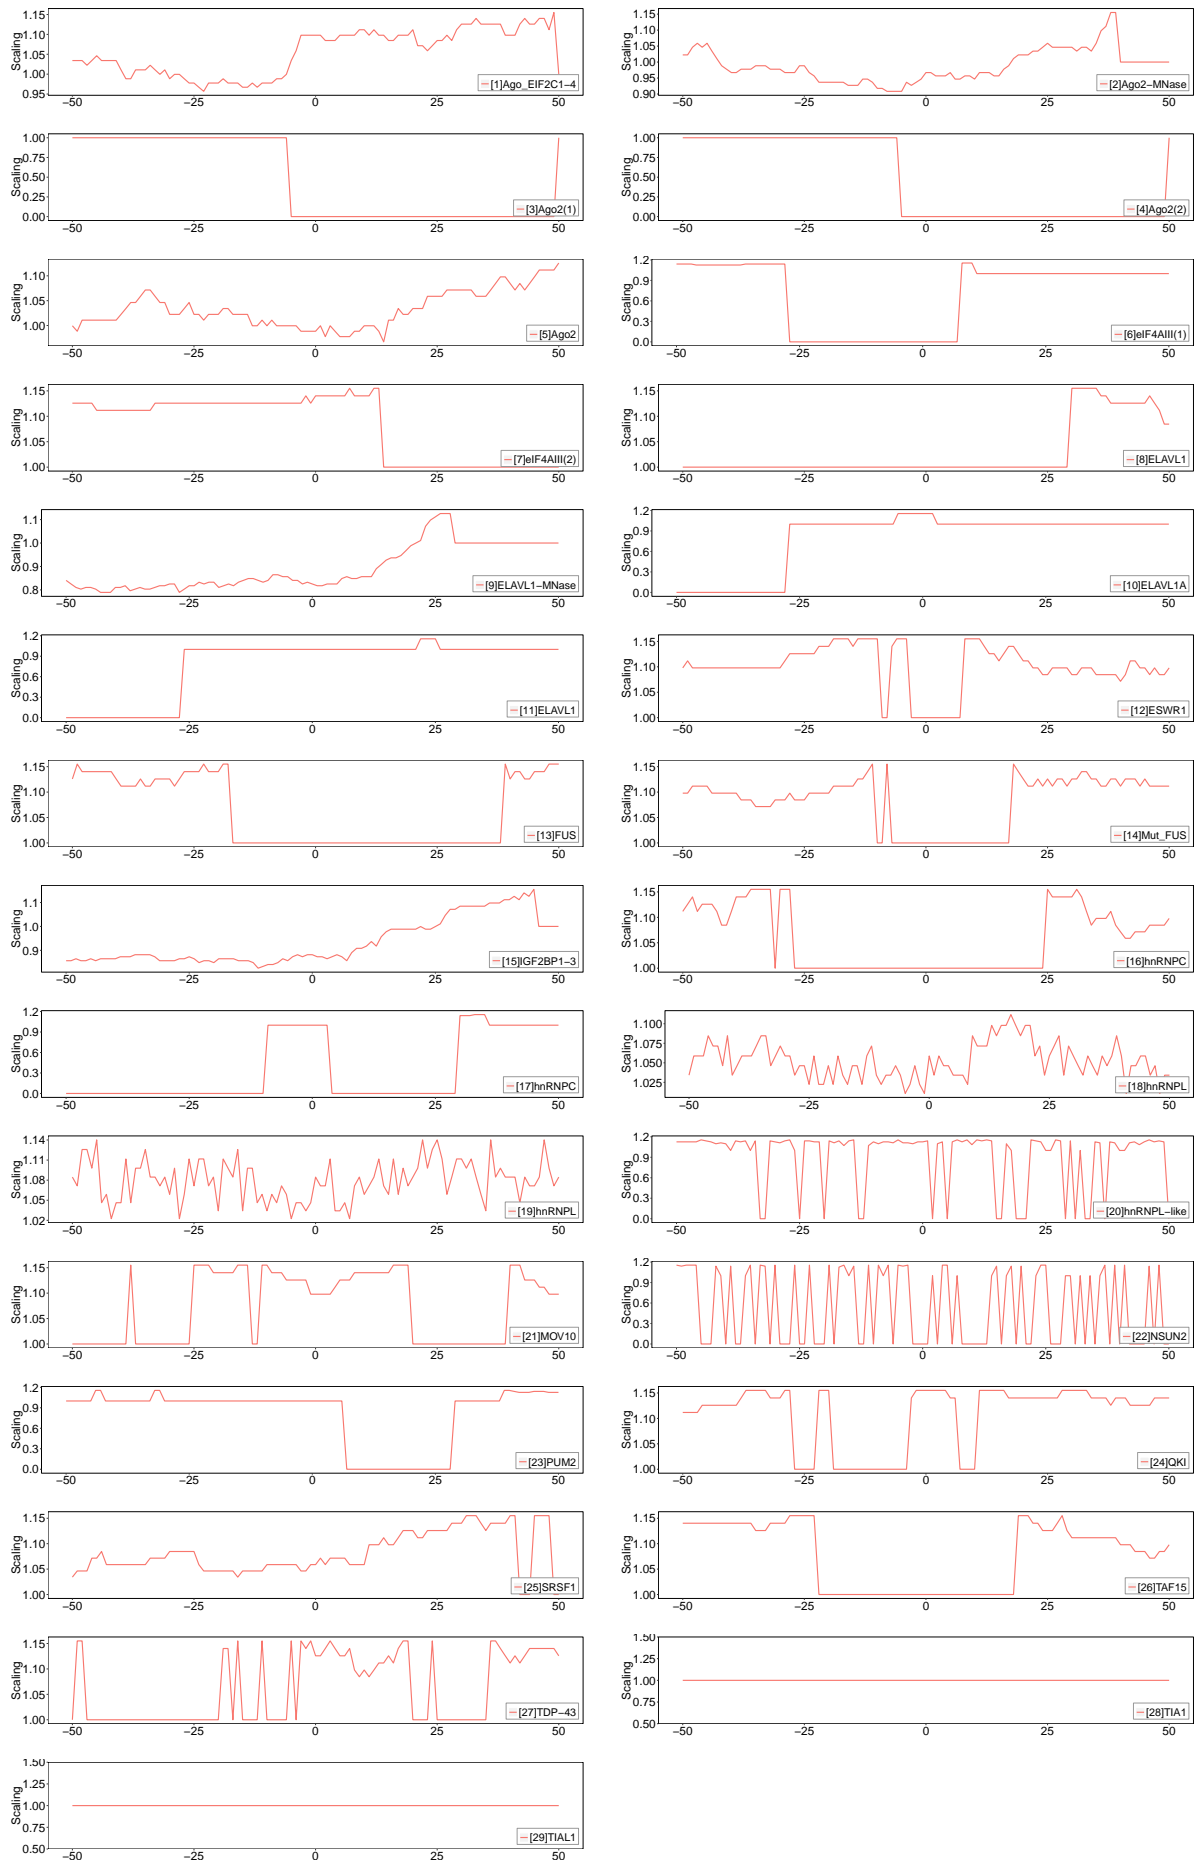 Scaling
1.15
1.10
1.05
1.00
0.95
[1]Ago_EIF2C1−4
−50 −25 0 25 50
Scaling
1.15
1.10
1.05
1.00
0.95
0.90
[2]Ago2−MNase
−50 −25 0 25 50
Scaling
1.00
0.75
0.50
0.25
0.00
[3]Ago2(1)
−50 −25 0 25 50
Scaling
1.00
0.75
0.50
0.25
0.00
[4]Ago2(2)
−50 −25 0 25 50
Scaling
1.10
1.05
1.00
[5]Ago2
−50 −25 0 25 50
Scaling
1.2
0.9
0.6
0.3
0.0
[6]eIF4AIII(1)
−50 −25 0 25 50
Scaling
1.15
1.10
1.05
1.00
[7]eIF4AIII(2)
−50 −25 0 25 50
Scaling
1.15
1.10
1.05
1.00
[8]ELAVL1
−50 −25 0 25 50
Scaling
1.1
1.0
0.9
0.8
[9]ELAVL1−MNase
−50 −25 0 25 50
Scaling
1.2
0.9
0.6
0.3
0.0
[10]ELAVL1A
−50 −25 0 25 50
Scaling
1.2
0.9
0.6
0.3
0.0
[11]ELAVL1
−50 −25 0 25 50
Scaling
1.15
1.10
1.05
1.00
[12]ESWR1
−50 −25 0 25 50
Scaling
1.15
1.10
1.05
1.00
[13]FUS
−50 −25 0 25 50
Scaling
1.15
1.10
1.05
1.00
[14]Mut_FUS
−50 −25 0 25 50
Scaling
1.1
1.0
0.9
[15]IGF2BP1−3
−50 −25 0 25 50
Scaling
1.15
1.10
1.05
1.00
[16]hnRNPC
−50 −25 0 25 50
Scaling
1.2
0.9
0.6
0.3
0.0
[17]hnRNPC
−50 −25 0 25 50
Scaling
1.100
1.075
1.050
1.025
[18]hnRNPL
−50 −25 0 25 50
Scaling
1.14
1.11
1.08
1.05
1.02
[19]hnRNPL
−50 −25 0 25 50
Scaling
1.2
0.9
0.6
0.3
0.0
[20]hnRNPL−like
−50 −25 0 25 50
Scaling
1.15
1.10
1.05
1.00
[21]MOV10
−50 −25 0 25 50
Scaling
1.2
0.9
0.6
0.3
0.0
[22]NSUN2
−50 −25 0 25 50
Scaling
1.2
0.9
0.6
0.3
0.0
[23]PUM2
−50 −25 0 25 50
Scaling
1.15
1.10
1.05
1.00
[24]QKI
−50 −25 0 25 50
Scaling
1.15
1.10
1.05
1.00
[25]SRSF1
−50 −25 0 25 50
Scaling
1.15
1.10
1.05
1.00
[26]TAF15
−50 −25 0 25 50
Scaling
1.15
1.10
1.05
1.00
[27]TDP−43
−50 −25 0 25 50
Scaling
1.50
1.25
1.00
0.75
0.50
[28]TIA1
−50 −25 0 25 50
Scaling
1.50
1.25
1.00
0.75
0.50
[29]TIAL1
−50 −25 0 25 50